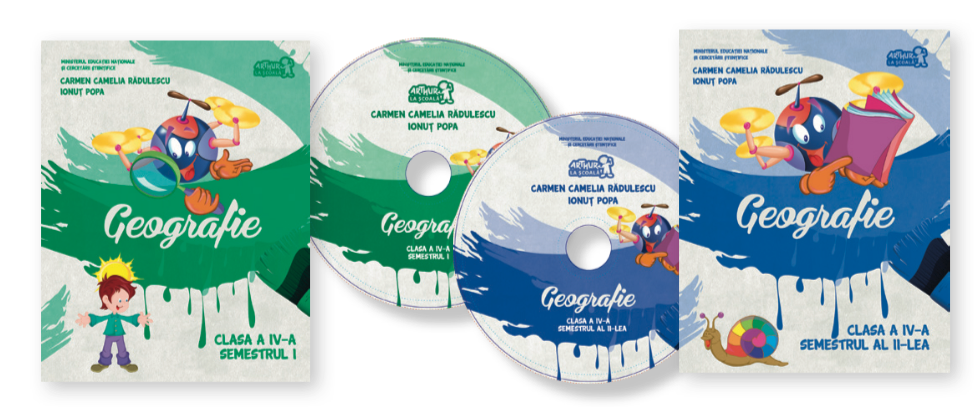 MINISTERUL EDUCAȚIEI NAȚIONALE
ȘI CERCETĂRII ȘTIINȚIFICE
CARMEN CAMELIA RĂDULESCU
IONUȚ POPA
ARTHUR
LA ȘCOALĂ
Geografie
CLASA A IV-A
SEMESTRUL I
MINISTERUL EDUCAȚIEI NAȚIONALE
ȘI CERCETĂRII ȘTIINȚIFICE
ARTHUR
LA ȘCOALĂ
CARMEN CAMELIA RĂDULESCU
IONUȚ POPA
CLASA A IV-A
SEMESTRUL I
MINISTERUL EDUCAȚIEI NAȚIONALE
ȘI CERCETĂRII ȘTIINȚIFICE
ARTHUR
LA ȘCOALĂ
CARMEN CAMELIA RĂDULESCU
IONUȚ POPA
Geografie
CLASA A IV-A
SEMESTRUL AL II-LEA
MINISTERUL EDUCAȚIEI NAȚIONALE
ȘI CERCETĂRII ȘTIINȚIFICE
CARMEN CAMELIA RĂDULESCU
IONUȚ POPA
ARTHUR
LA ȘCOALĂ
Geografie
CLASA A IV-A
SEMESTRUL AL II-LEA